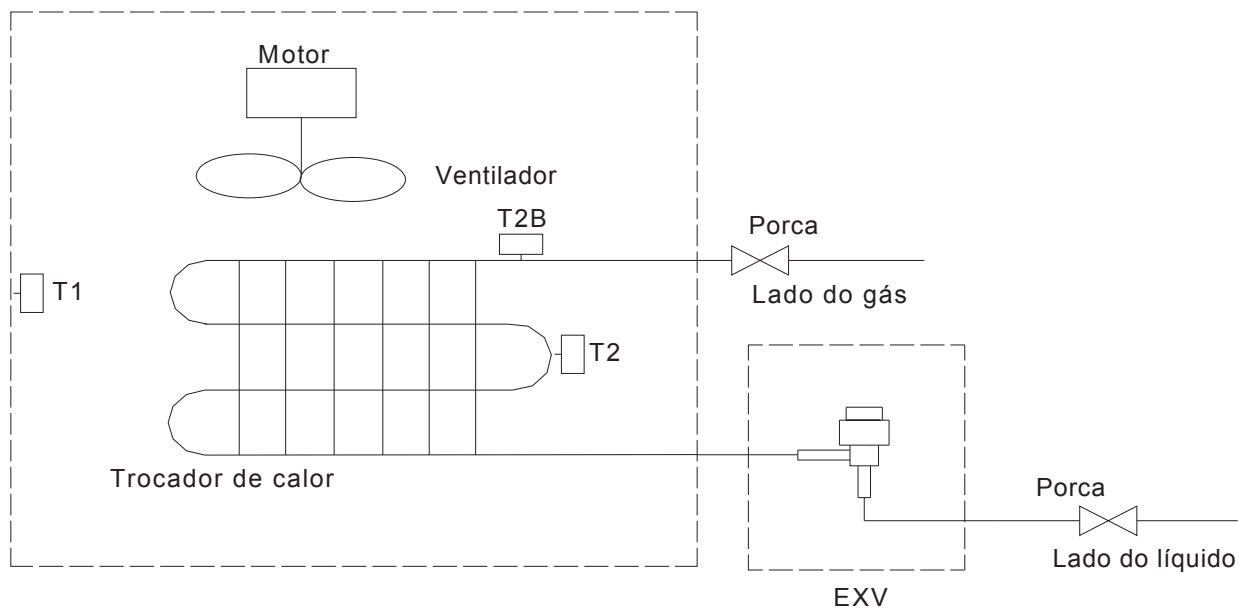 Motor
Ventilador
T2B
Porca
T1
Lado do gás
T2
Trocador de calor
Porca
Lado do líquido
EXV